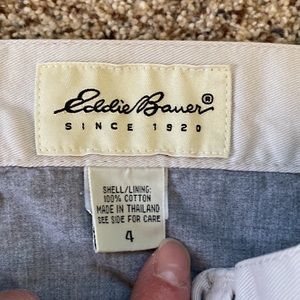 Eddie Bauer®
SINCE 1920
SHELL/LINING:
100% COTTON
MADE IN THAILAND
SEE SIDE FOR CARE
4